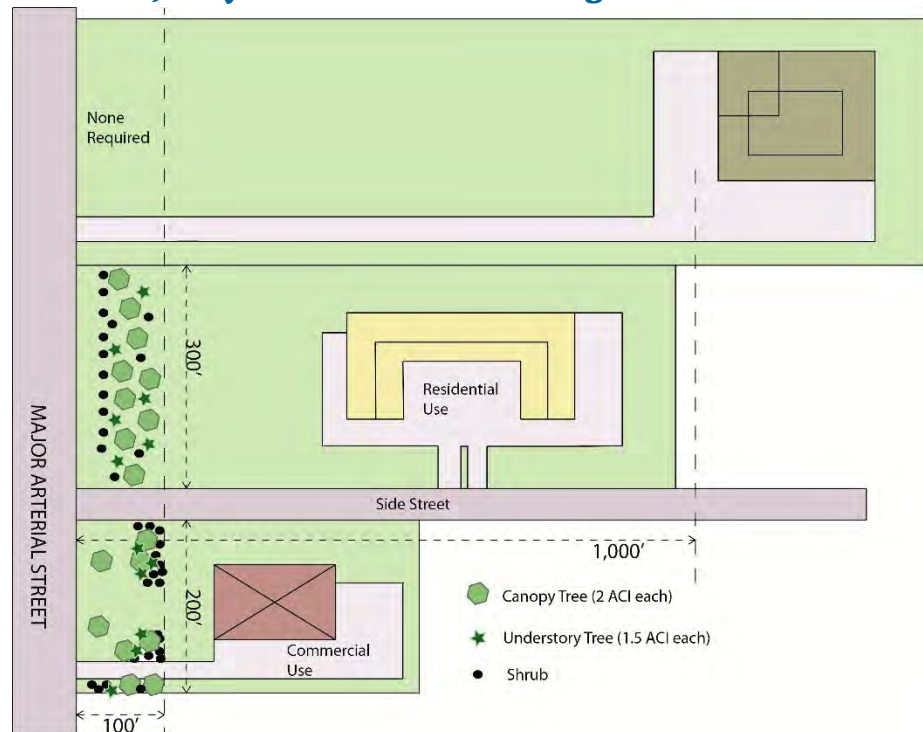 None
Required
MAJOR ARTERIAL STREET
300'
Residential
Use
Side Street
1,000'
200'
Canopy Tree (2 ACI each)
Understory Tree (1.5 ACI each)
Shrub
Commercial
Use
100'